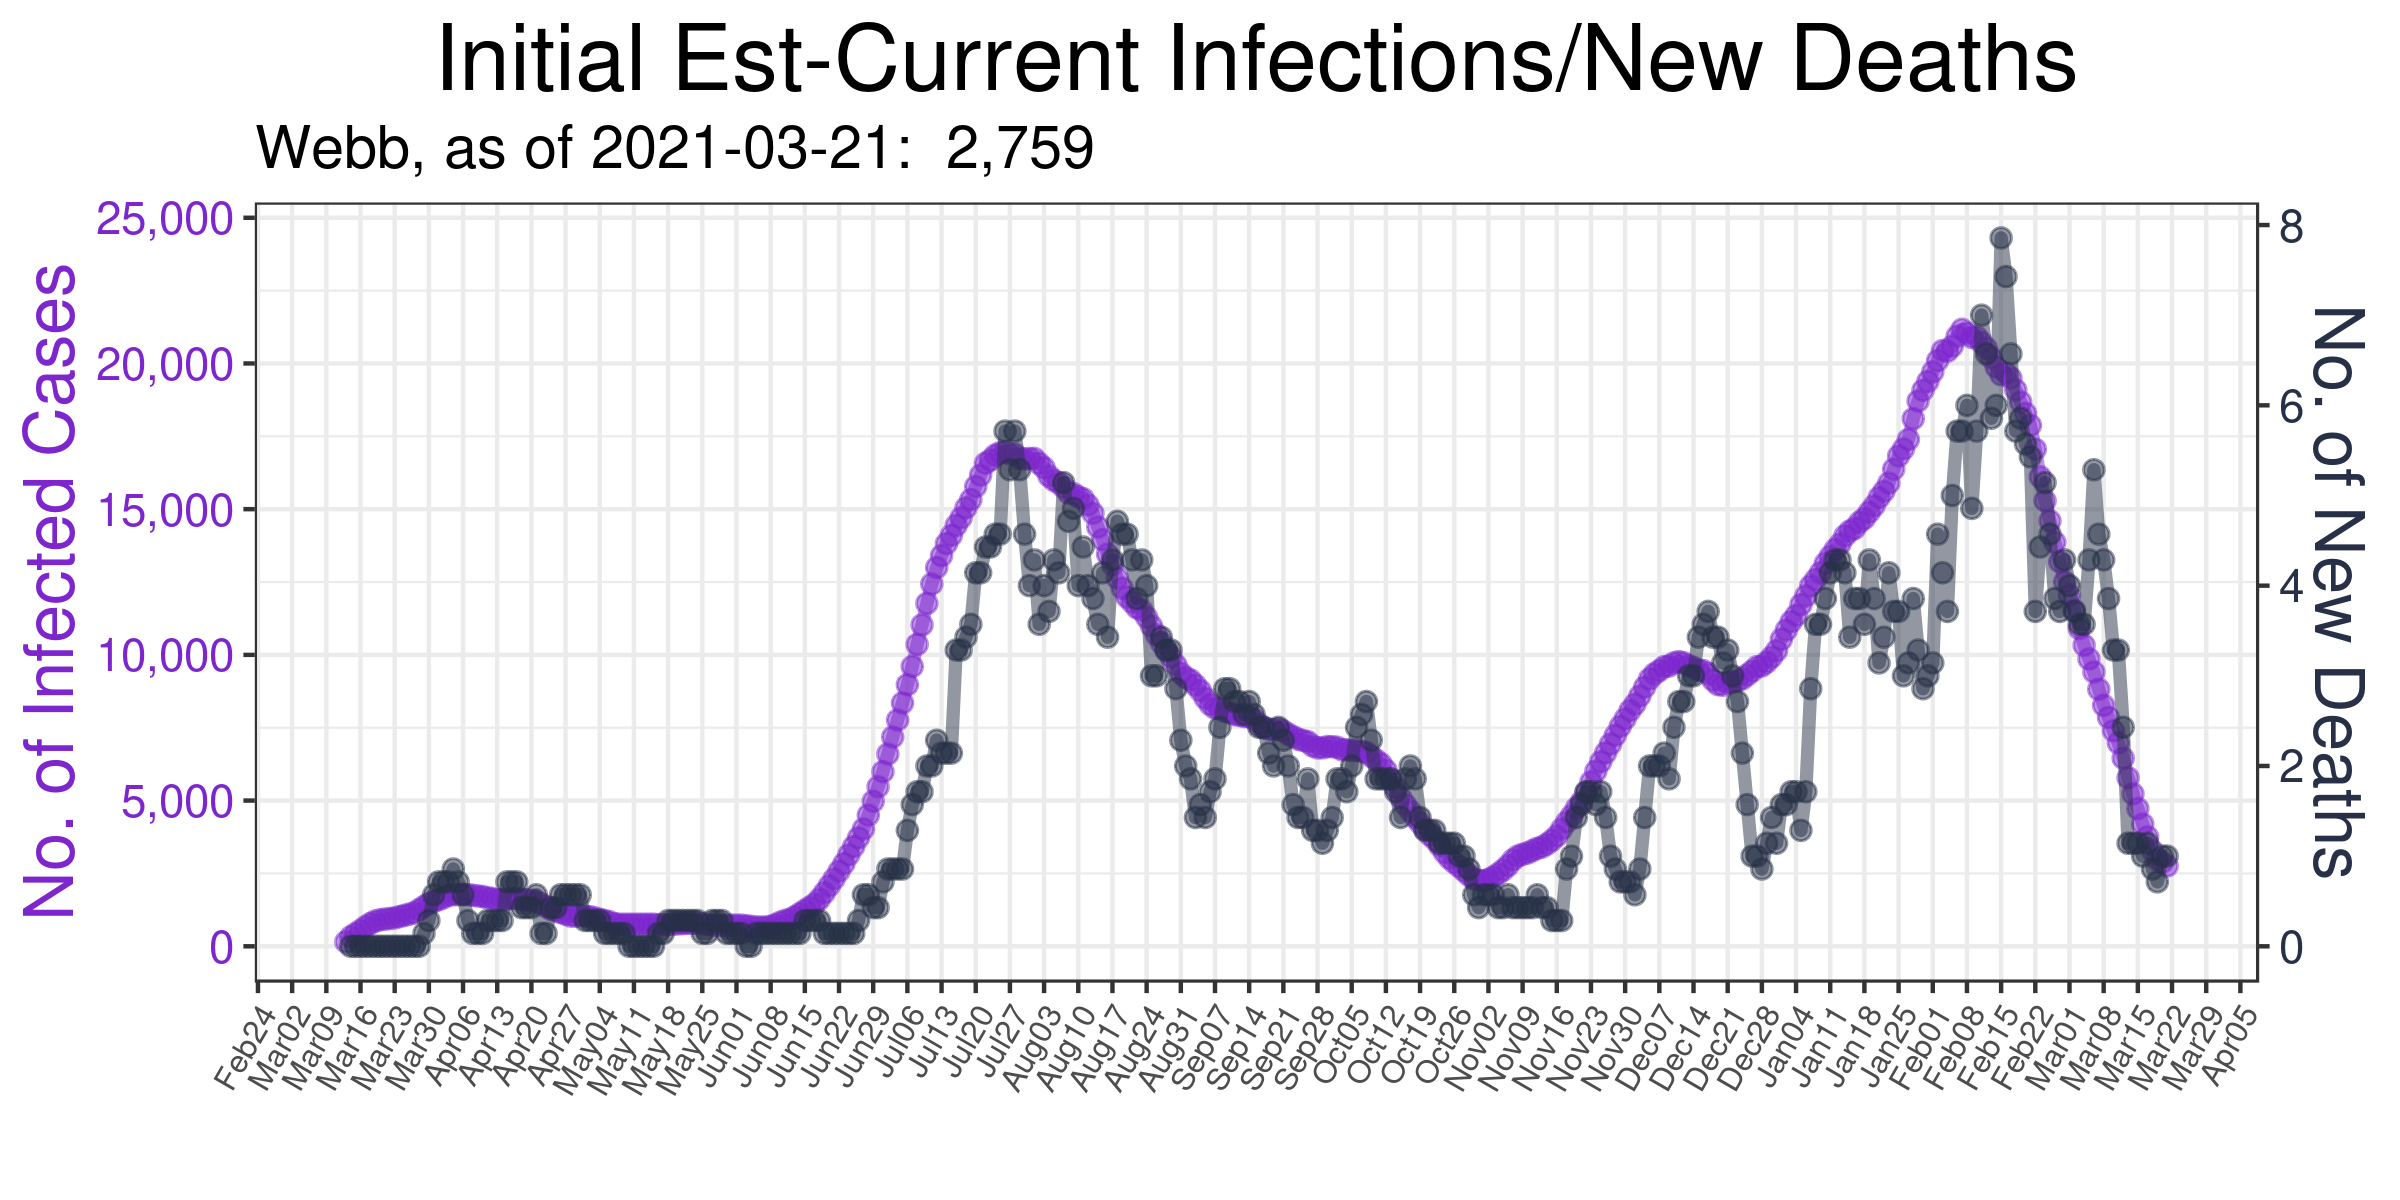 Initial Est-Current Infections/New Deaths
Webb, as of 2021-03-21:  2,759
No. of Infected Cases
25,000
20,000
15,000
10,000
5,000
0
8
6
4
2
0
No. of New Deaths
Feb24 Mar02 Mar09 Mar16 Mar23 Mar30 Apr06 Apr13 Apr20 Apr27 May04 May11 May18 May25 Jun01 Jun08 Jun15 Jun22 Jun29 Jul06 Jul13 Jul20 Jul27 Aug03 Aug10 Aug17 Aug24 Aug31 Sep07 Sep14 Sep21 Sep28 Oct05 Oct12 Oct19 Oct26 Nov02 Nov09 Nov16 Nov23 Nov30 Dec07 Dec14 Dec21 Dec28 Jan04 Jan11 Jan18 Jan25 Feb01 Feb08 Feb15 Feb22 Mar01 Mar08 Mar15 Mar22 Mar29 Apr05